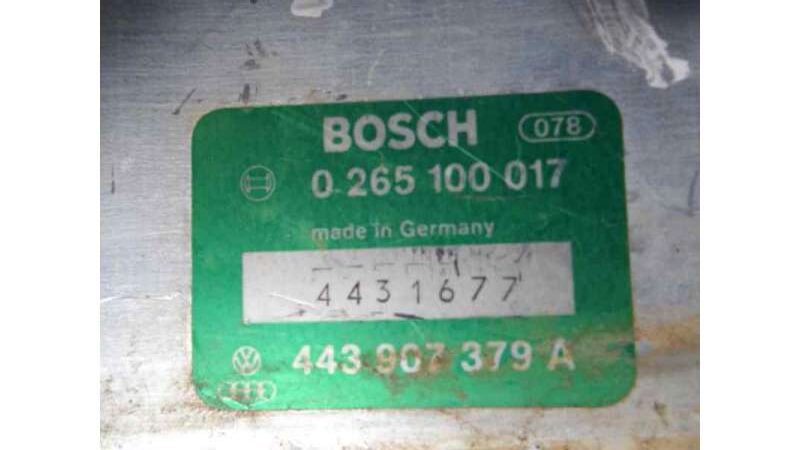 BOSCH 078
0 265 100 017
made in Germany
4431677
443 907 379 A